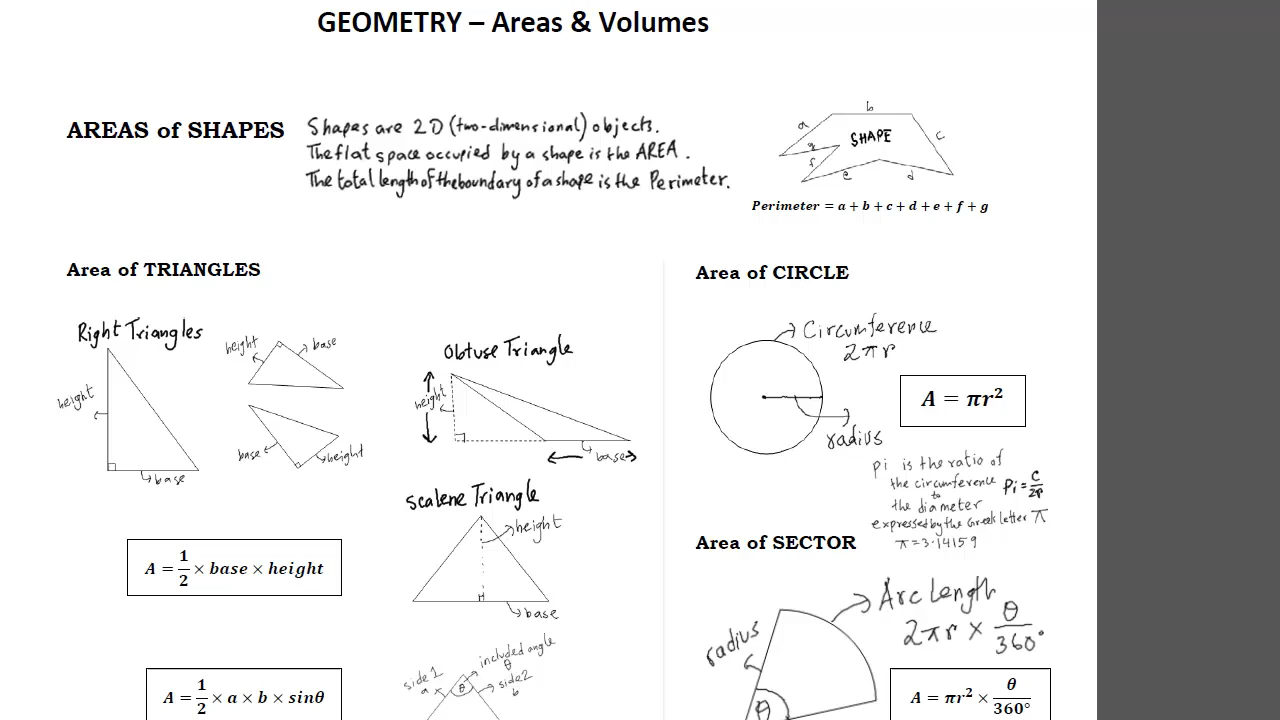 GEOMETRY – Areas & Volumes
AREAS of SHAPES
Shapes are 2D (two-dimensional) objects.
The flat space occupied by a shape is the AREA.
The total length of the boundary of a shape is the Perimeter.
a
b
c
d
e
f
g
SHAPE
Perimeter = a + b + c + d + e + f + g
Area of TRIANGLES
Right Triangles
height
base
height
base
base
height
Obtuse Triangle
height
base
Scalene Triangle
height
base
A = 1/2 × base × height
side 1
a
included angle
θ
θ
side 2
b
A = 1/2 × a × b × sinθ
Area of CIRCLE
Circumference
2πr
radius
A = πr²
pi is the ratio of
the circumference
to
the diameter
expressed by the Greek letter π
π = 3.14159
Pi = C/2r
Area of SECTOR
radius
Arc Length
2πr × θ/360°
θ
A = πr² × θ/360°